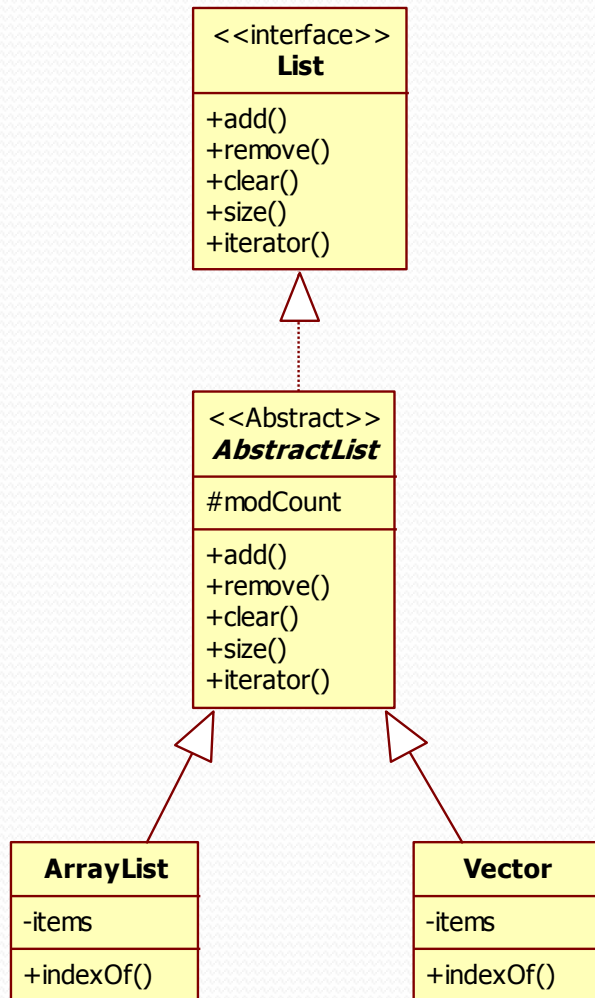 <<interface>>
List
+add()
+remove()
+clear()
+size()
+iterator()
<<Abstract>>
AbstractList
#modCount
+add()
+remove()
+clear()
+size()
+iterator()
ArrayList
-items
+indexOf()
Vector
-items
+indexOf()